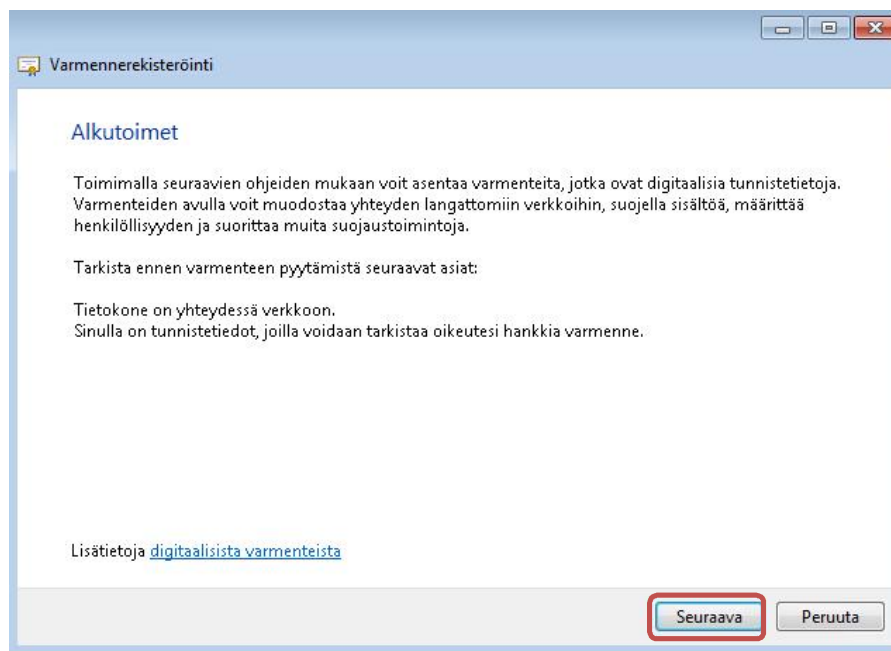 Varmennerekisteröinti
Alkutoimet
Toimimalla seuraavien ohjeiden mukaan voit asentaa varmenteita, jotka ovat digitaalisia tunnistetietoja.
Varmenteiden avulla voit muodostaa yhteyden langattomiin verkkoihin, suojella sisältöä, määrittää
henkilöllisyyden ja suorittaa muita suojaustoimintoja.
Tarkista ennen varmenteen pyytämistä seuraavat asiat:
Tietokone on yhteydessä verkkoon.
Sinulla on tunnistetiedot, joilla voidaan tarkistaa oikeutesi hankkia varmenne.
Lisätietoja digitaalisista varmenteista
Seuraava Peruuta